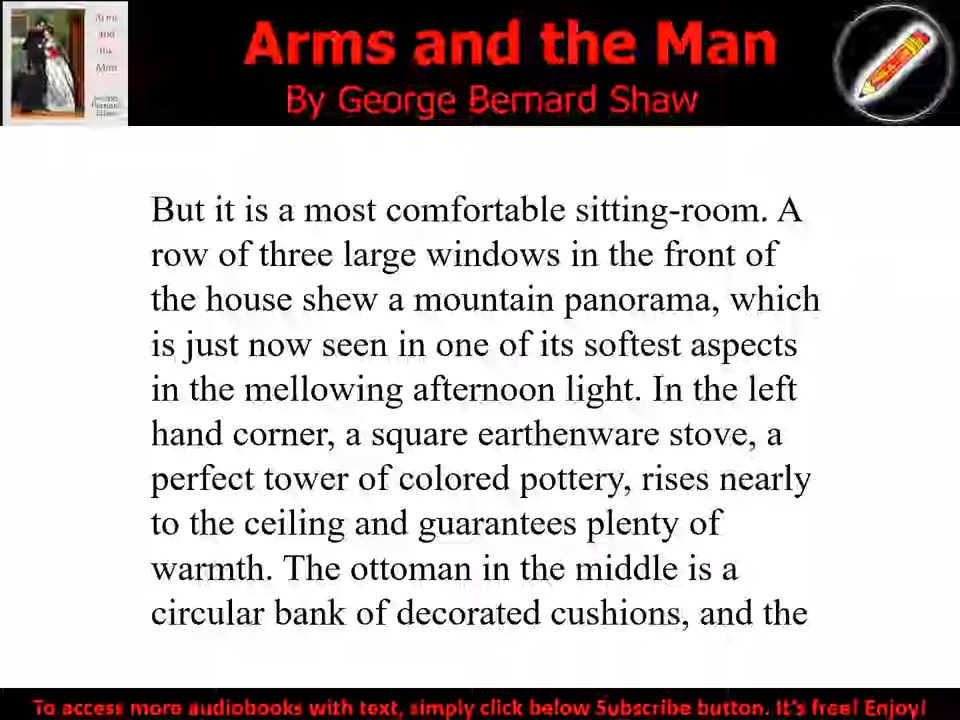 Arms
and
the
Man
Arms and the Man
By George Bernard Shaw
But it is a most comfortable sitting-room. A
row of three large windows in the front of
the house shew a mountain panorama, which
is just now seen in one of its softest aspects
in the mellowing afternoon light. In the left
hand corner, a square earthenware stove, a
perfect tower of colored pottery, rises nearly
to the ceiling and guarantees plenty of
warmth. The ottoman in the middle is a
circular bank of decorated cushions, and the
To access more audiobooks with text, simply click below Subscribe button. It's free! Enjoy!